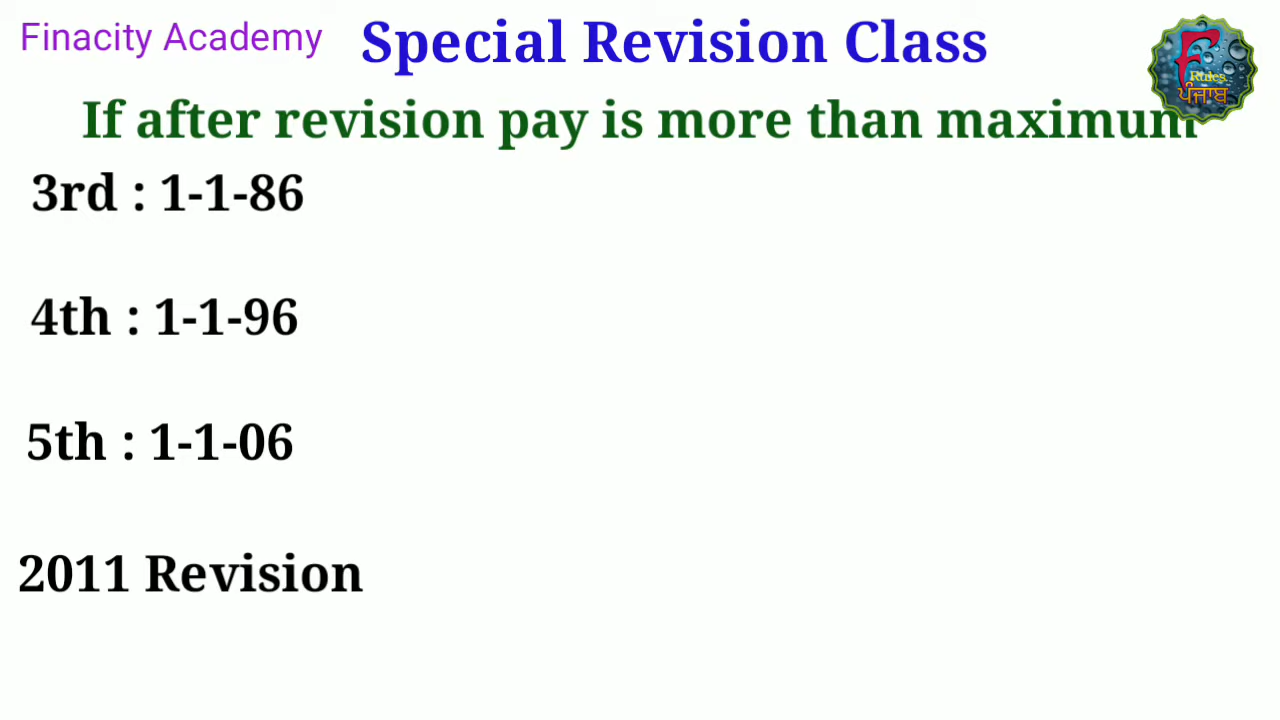 Finacity Academy
Special Revision Class
F
Rules
ਪੰਜਾਬ
If after revision pay is more than maximum
3rd : 1-1-86
4th : 1-1-96
5th : 1-1-06
2011 Revision